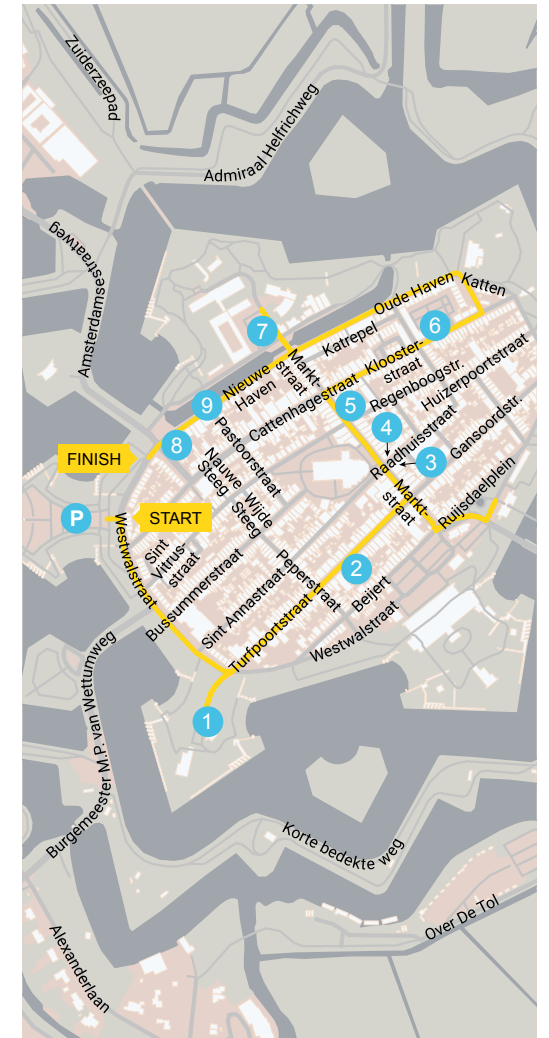 Zuiderzeepad
Admiraal Helfrichweg
Amsterdamsestraatweg
Oude Haven
Katten
7
6
Katrepel
Markt-
straat
Klooster-
straat
Nieuwe
Haven
9
Cattenhagestraat
5
Regenboogstr.
Huizerpoortstraat
4
8
Pastoorstraat
Raadhuisstraat
3
Gansoordstr.
FINISH
Nauwe
Steeg
Wijde
Steeg
Markt-
straat
Ruijsdaelplein
P
START
Westwalstraat
Sint
Vitrus-
straat
Bussummerstraat
Sint Annastraat
Peperstraat
2
Beijert
Turfpoortstraat
Westwalstraat
1
Burgemeester M.P. van Wettumweg
Korte bedekte weg
Over De Tol
Alexanderlaan